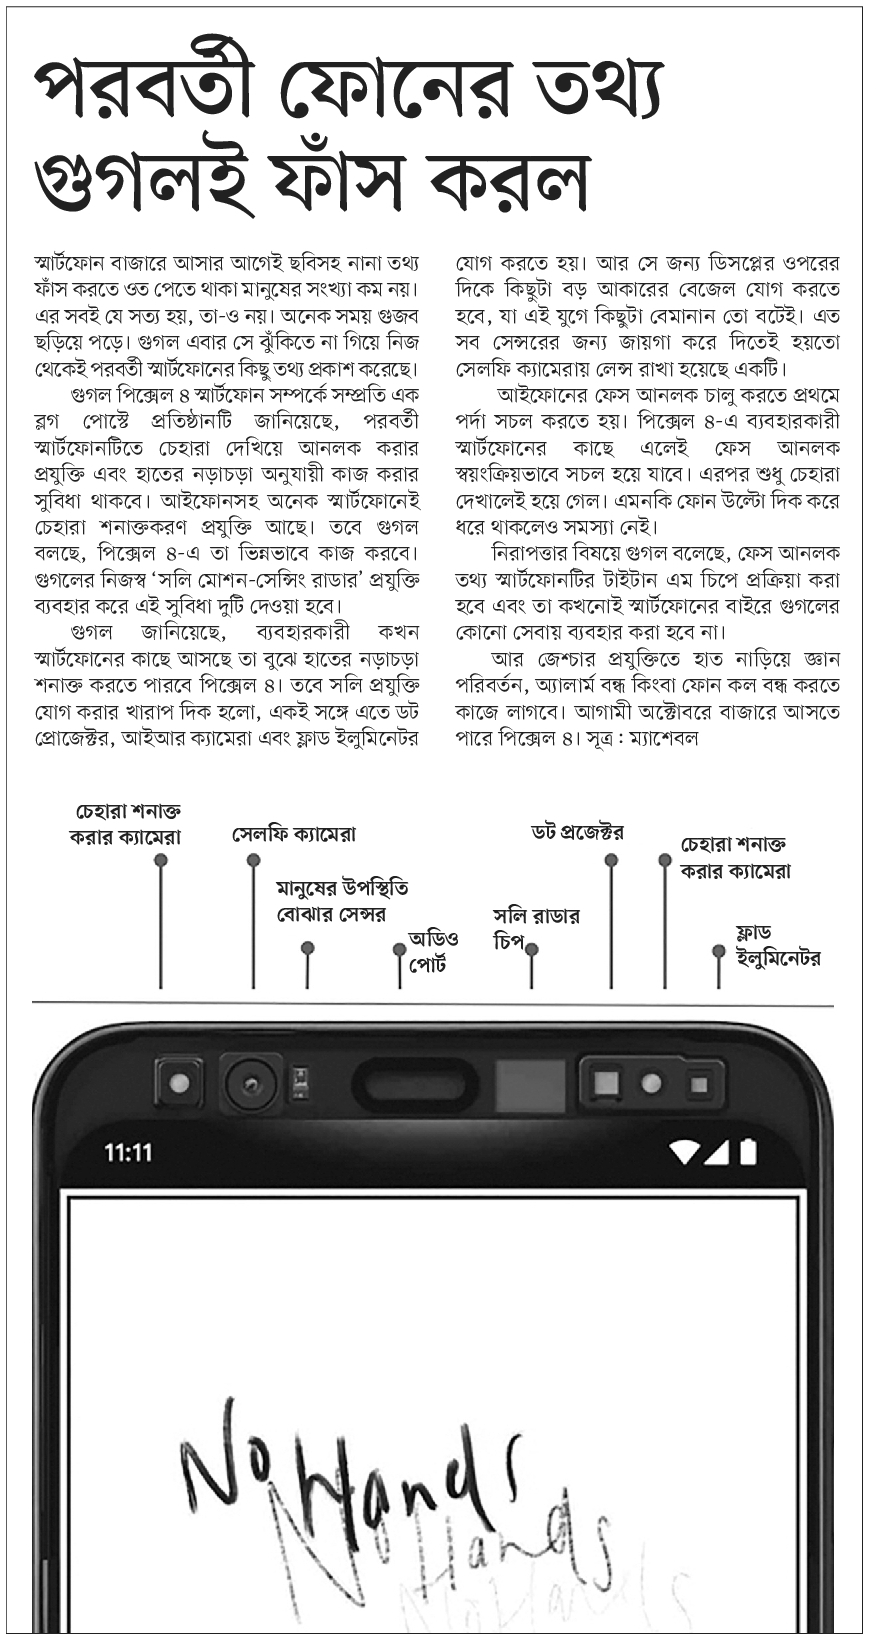 পরবর্তী ফোনের তথ্য
গুগলই ফাঁস করল
স্মার্টফোন বাজারে আসার আগেই ছবিসহ নানা তথ্য
ফাঁস করতে ওত পেতে থাকা মানুষের সংখ্যা কম নয়।
এর সবই যে সত্য হয়, তা-ও নয়। অনেক সময় গুজব
ছড়িয়ে পড়ে। গুগল এবার সে ঝুঁকিতে না গিয়ে নিজ
থেকেই পরবর্তী স্মার্টফোনের কিছু তথ্য প্রকাশ করেছে।
গুগল পিক্সেল ৪ স্মার্টফোন সম্পর্কে সম্প্রতি এক
ব্লগ পোস্টে প্রতিষ্ঠানটি জানিয়েছে, পরবর্তী
স্মার্টফোনটিতে চেহারা দেখিয়ে আনলক করার
প্রযুক্তি এবং হাতের নড়াচড়া অনুযায়ী কাজ করার
সুবিধা থাকবে। আইফোনসহ অনেক স্মার্টফোনেই
চেহারা শনাক্তকরণ প্রযুক্তি আছে। তবে গুগল
বলছে, পিক্সেল ৪-এ তা ভিন্নভাবে কাজ করবে।
গুগলের নিজস্ব ‘সলি মোশন-সেন্সিং রাডার’ প্রযুক্তি
ব্যবহার করে এই সুবিধা দুটি দেওয়া হবে।
গুগল জানিয়েছে, ব্যবহারকারী কখন
স্মার্টফোনের কাছে আসছে তা বুঝে হাতের নড়াচড়া
শনাক্ত করতে পারবে পিক্সেল ৪। তবে সলি প্রযুক্তি
যোগ করার খারাপ দিক হলো, একই সঙ্গে এতে ডট
প্রোজেক্টর, আইআর ক্যামেরা এবং ফ্লাড ইলুমিনেটর
যোগ করতে হয়। আর সে জন্য ডিসপ্লের ওপরের
দিকে কিছুটা বড় আকারের বেজেল যোগ করতে
হবে, যা এই যুগে কিছুটা বেমানান তো বটেই। এত
সব সেন্সরের জন্য জায়গা করে দিতেই হয়তো
সেলফি ক্যামেরায় লেন্স রাখা হয়েছে একটি।
আইফোনের ফেস আনলক চালু করতে প্রথমে
পর্দা সচল করতে হয়। পিক্সেল ৪-এ ব্যবহারকারী
স্মার্টফোনের কাছে এলেই ফেস আনলক
স্বয়ংক্রিয়ভাবে সচল হয়ে যাবে। এরপর শুধু চেহারা
দেখালেই হয়ে গেল। এমনকি ফোন উল্টো দিক করে
ধরে থাকলেও সমস্যা নেই।
নিরাপত্তার বিষয়ে গুগল বলেছে, ফেস আনলক
তথ্য স্মার্টফোনটির টাইটান এম চিপে প্রক্রিয়া করা
হবে এবং তা কখনোই স্মার্টফোনের বাইরে গুগলের
কোনো সেবায় ব্যবহার করা হবে না।
আর জেশ্চার প্রযুক্তিতে হাত নাড়িয়ে জ্ঞান
পরিবর্তন, অ্যালার্ম বন্ধ কিংবা ফোন কল বন্ধ করতে
কাজে লাগবে। আগামী অক্টোবরে বাজারে আসতে
পারে পিক্সেল ৪। সূত্র : ম্যাশেবল
চেহারা শনাক্ত
করার ক্যামেরা
সেলফি ক্যামেরা
মানুষের উপস্থিতি
বোঝার সেন্সর
অডিও
পোর্ট
সলি রাডার
চিপ
ডট প্রজেক্টর
চেহারা শনাক্ত
করার ক্যামেরা
ফ্লাড
ইলুমিনেটর
11:11
No Hands
No Hands
No Hands